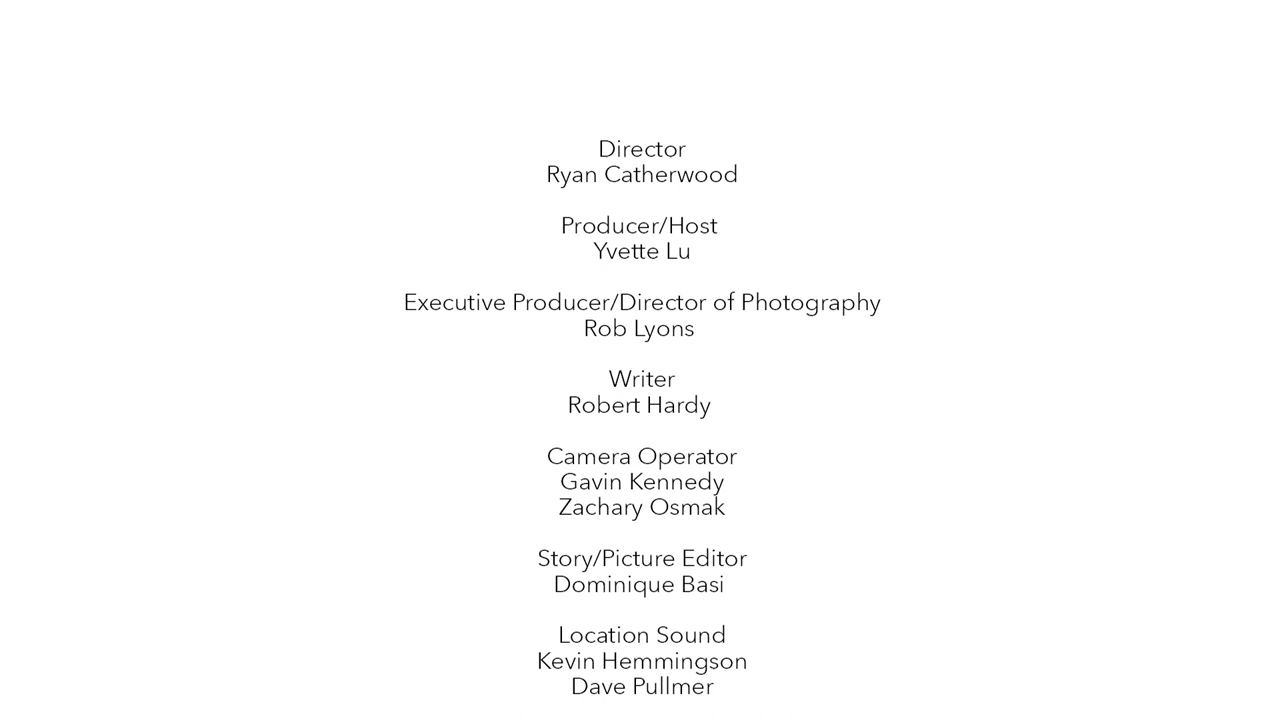 Director
Ryan Catherwood
Producer/Host
Yvette Lu
Executive Producer/Director of Photography
Rob Lyons
Writer
Robert Hardy
Camera Operator
Gavin Kennedy
Zachary Osmak
Story/Picture Editor
Dominique Basi
Location Sound
Kevin Hemmingson
Dave Pullmer